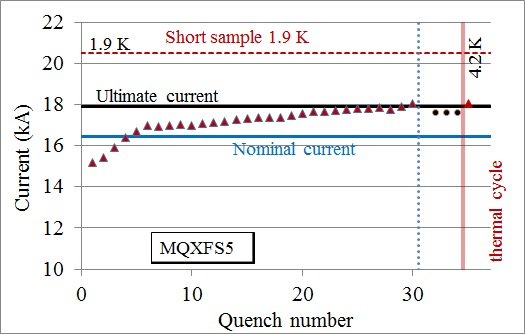 22
20
18
16
14
12
10
Current (kA)
1.9 K
Short sample 1.9 K
4.2 K
Ultimate current
Nominal current
MQXFS5
thermal cycle
0
10
20
30
Quench number